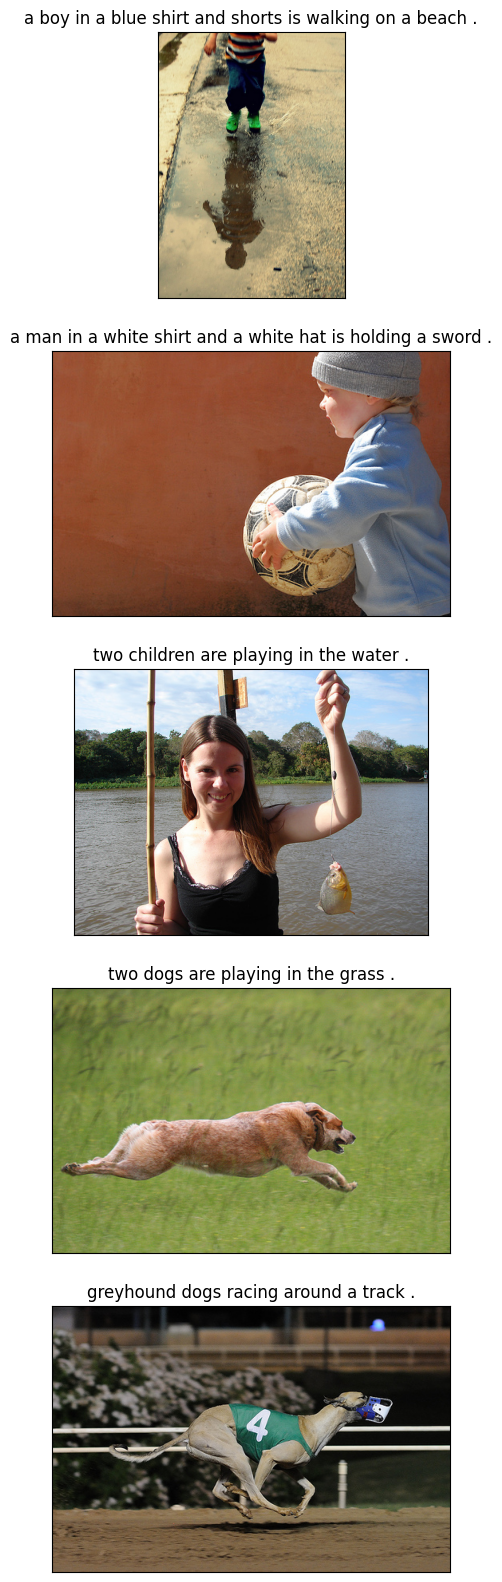 a boy in a blue shirt and shorts is walking on a beach .
a man in a white shirt and a white hat is holding a sword .
two children are playing in the water .
two dogs are playing in the grass .
greyhound dogs racing around a track .
4